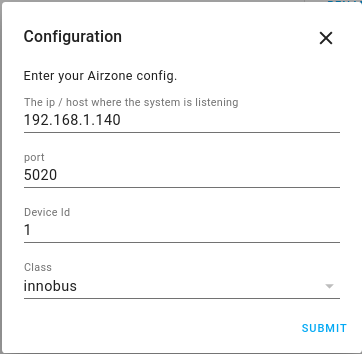 Configuration
Enter your Airzone config.
The ip / host where the system is listening
192.168.1.140
port
5020
Device Id
1
Class
innobus
SUBMIT